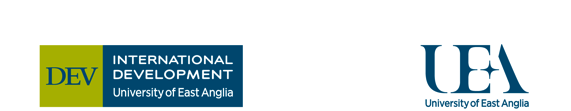 DEV
INTERNATIONAL
DEVELOPMENT
University of East Anglia
UEA
University of East Anglia